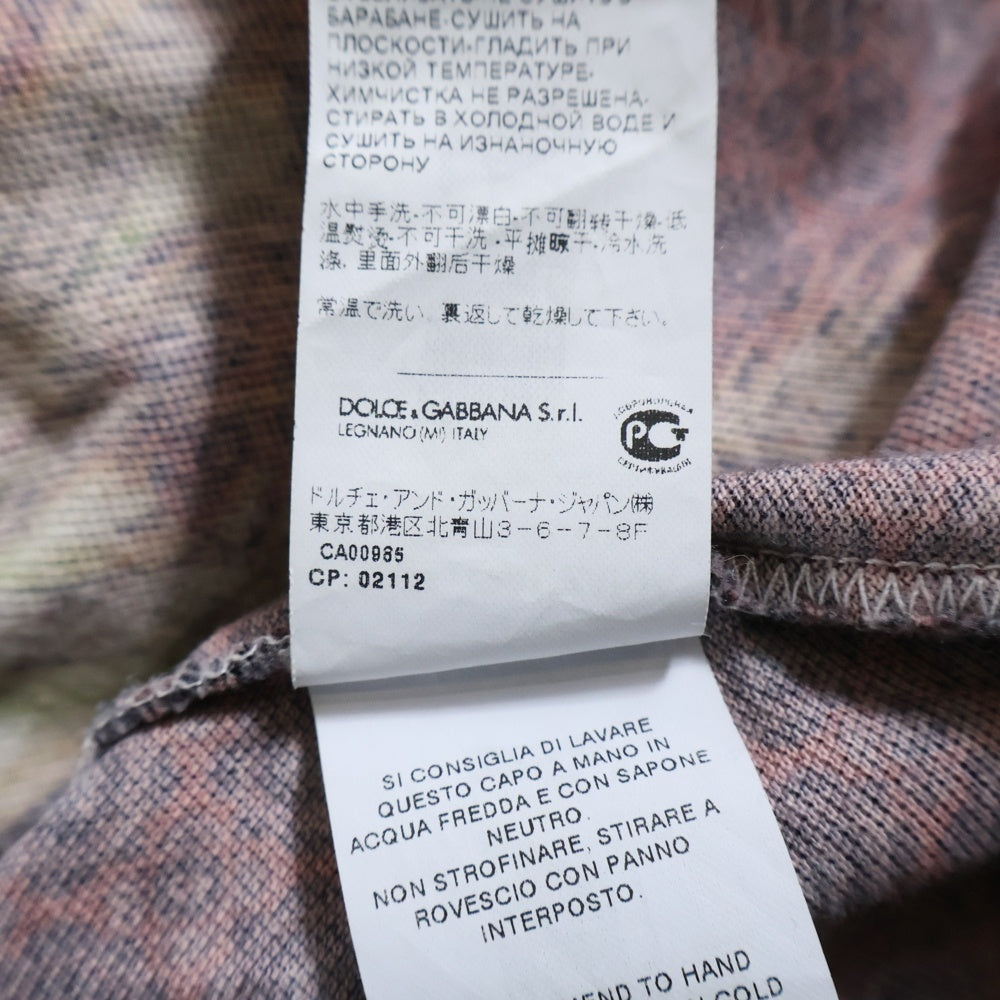 БАРАБАНЕ·СУШИТЬ НА
ПЛОСКОСТИ·ГЛАДИТЬ ПРИ
НИЗКОЙ ТЕМПЕРАТУРЕ·
ХИМЧИСТКА НЕ РАЗРЕШЕНА·
СТИРАТЬ В ХОЛОДНОЙ ВОДЕ И
СУШИТЬ НА ИЗНАНОЧНУЮ
СТОРОНУ
水中手洗·不可漂白·不可翻转干燥·低
温熨烫·不可干洗·平摊晾干·冷水洗
涤. 里面外翻后干燥
常温で洗い、裏返して乾燥して下さい。
DOLCE & GABBANA S.r.l.
LEGNANO (MI) ITALY
ドルチェ・アンド・ガッバーナ・ジャパン㈱
東京都港区北青山3-6-7-8F
CA00985
CP: 02112
SI CONSIGLIA DI LAVARE
QUESTO CAPO A MANO IN
ACQUA FREDDA E CON SAPONE
NEUTRO.
NON STROFINARE, STIRARE A
ROVESCIO CON PANNO
INTERPOSTO.
TO HAND
COLD